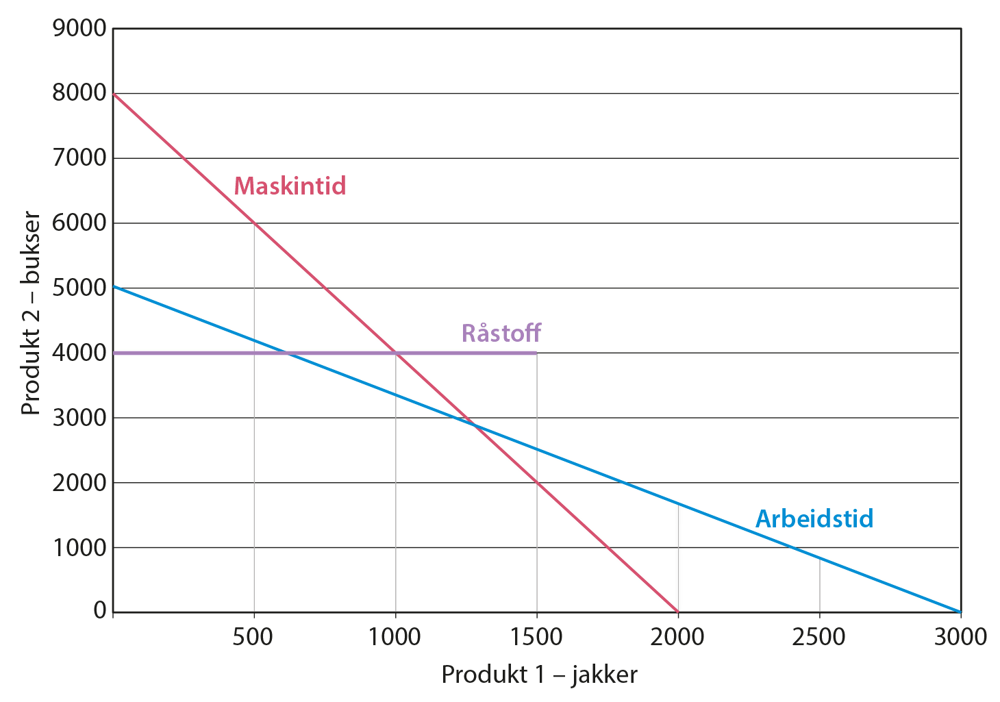 9000
8000
7000
6000
5000
4000
3000
2000
1000
0
Produkt 2 – bukser
Maskintid
Råstoff
Arbeidstid
500 1000 1500 2000 2500 3000
Produkt 1 – jakker